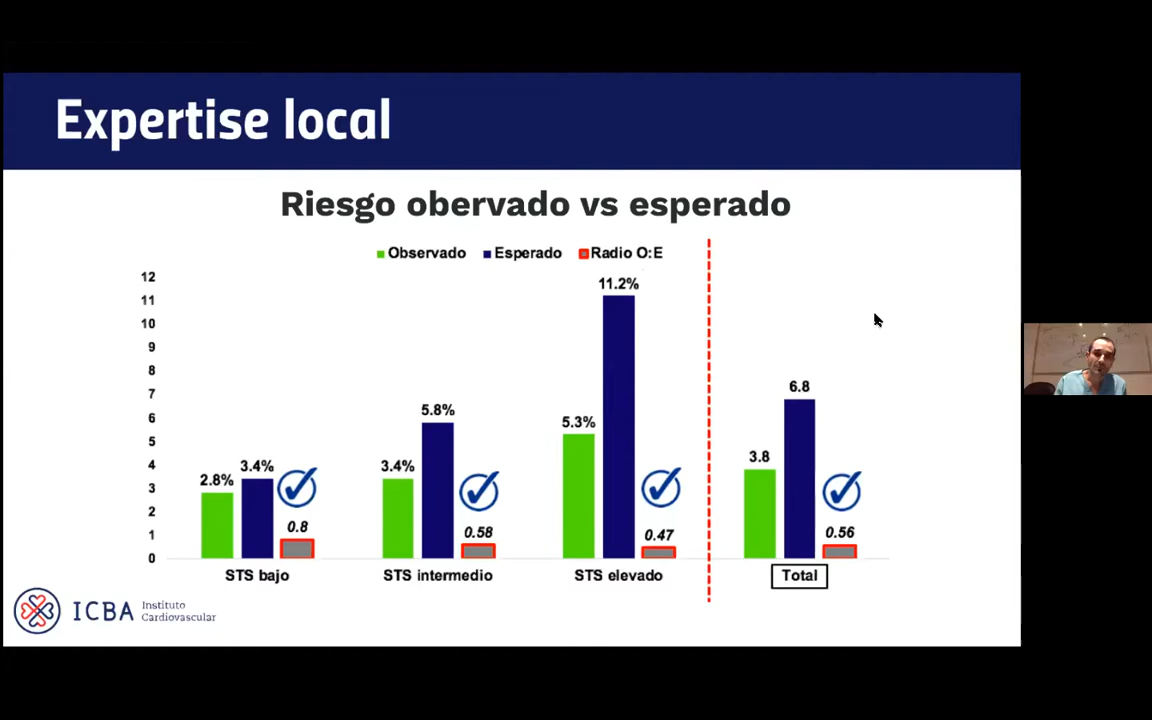 Expertise local
Riesgo obervado vs esperado
Observado Esperado Radio O:E
12
11
10
9
8
7
6
5
4
3
2
1
0
2.8% 3.4% 0.8
3.4% 5.8% 0.58
5.3% 11.2% 0.47
3.8 6.8 0.56
STS bajo STS intermedio STS elevado Total
ICBA Instituto
Cardiovascular